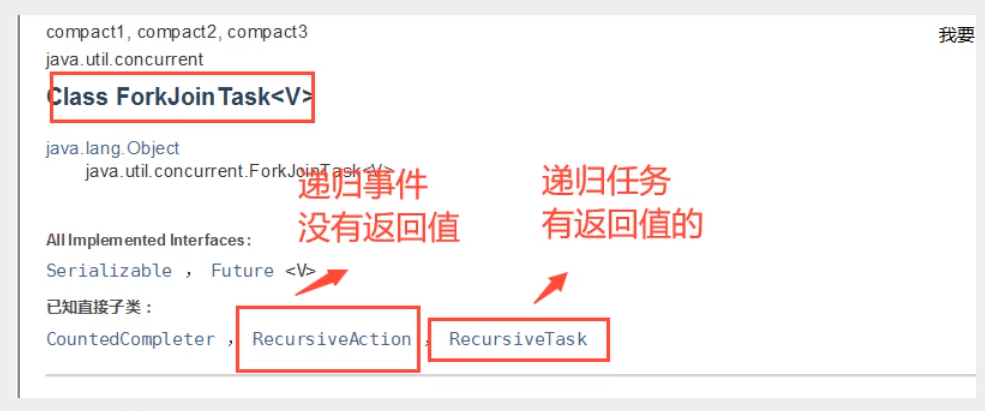 compact1, compact2, compact3
我要
java.util.concurrent
Class ForkJoinTask<V>
java.lang.Object
java.util.concurrent.ForkJoinTask<V>
递归事件
没有返回值
递归任务
有返回值的
All Implemented Interfaces:
Serializable , Future <V>
已知直接子类：
CountedCompleter , RecursiveAction , RecursiveTask